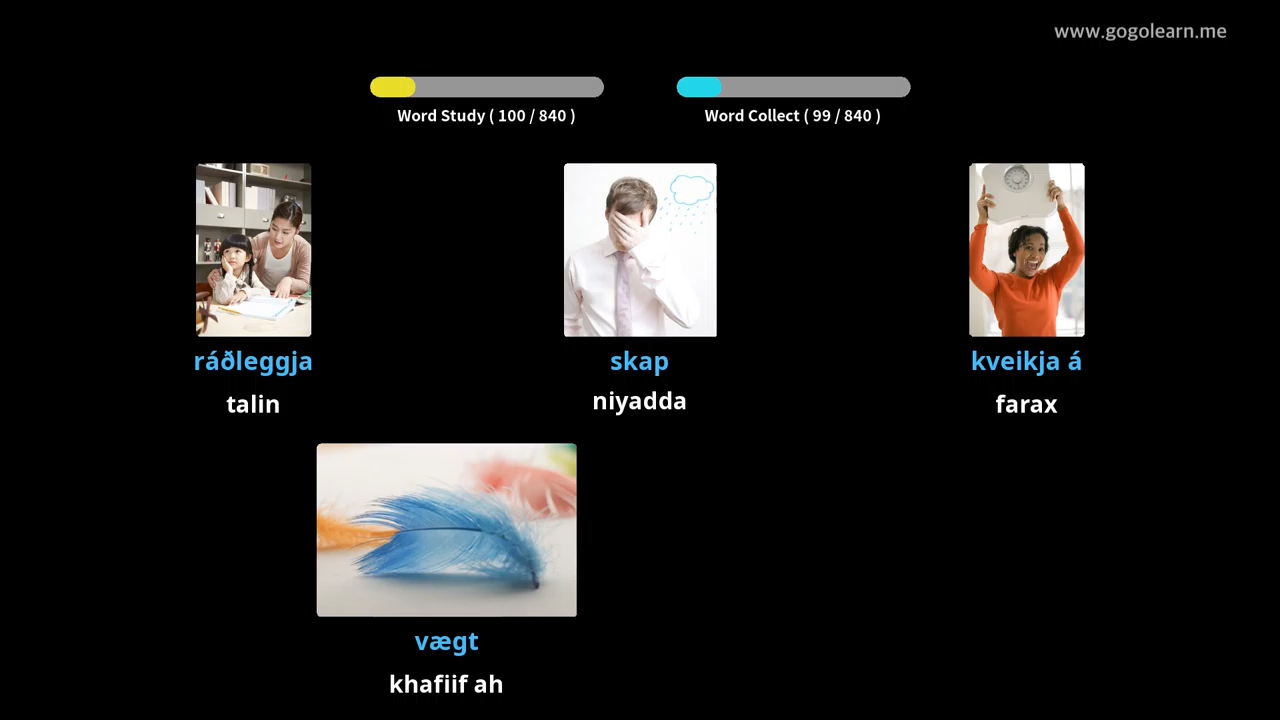 www.gogolearn.me
Word Study ( 100 / 840 )
Word Collect ( 99 / 840 )
ráðleggja
talin
skap
niyadda
kveikja á
farax
vægt
khafiif ah